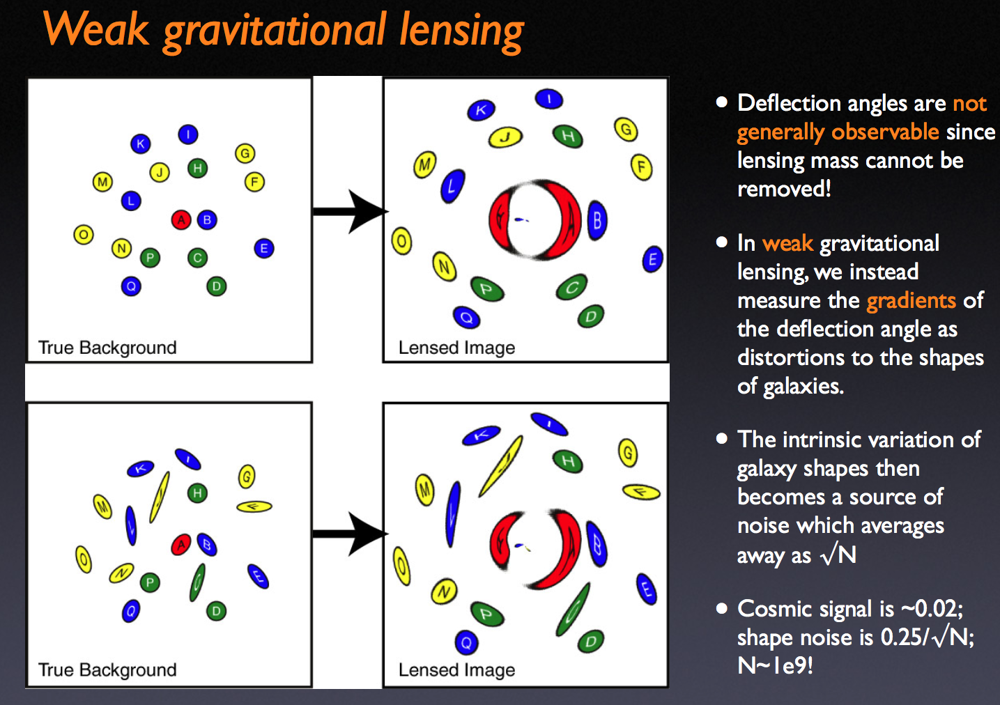 Weak gravitational lensing
K
I
G
J
H
M
F
L
A
B
O
N
E
P
C
Q
D
True Background
I
K
G
J
H
M
F
L
A
A
B
O
E
N
P
C
Q
D
Lensed Image
I
K
G
J
H
M
F
L
A
B
O
N
E
P
C
Q
D
True Background
I
K
G
J
H
M
F
L
A
A
B
O
E
N
P
C
Q
D
Lensed Image
• Deflection angles are not
generally observable since
lensing mass cannot be
removed!
• In weak gravitational
lensing, we instead
measure the gradients of
the deflection angle as
distortions to the shapes
of galaxies.
• The intrinsic variation of
galaxy shapes then
becomes a source of
noise which averages
away as √N
• Cosmic signal is ~0.02;
shape noise is 0.25/√N;
N~1e9!